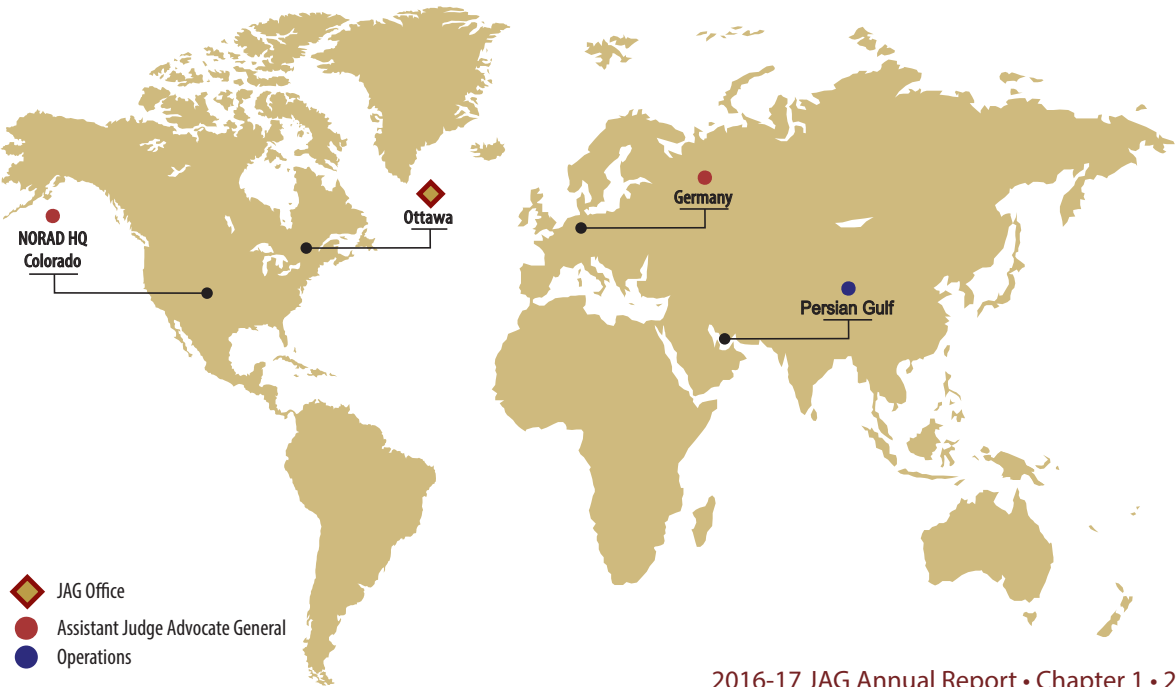 Ottawa
Germany
NORAD HQ
Colorado
Persian Gulf
JAG Office
Assistant Judge Advocate General
Operations
2016-17 JAG Annual Report • Chapter 1 • 2